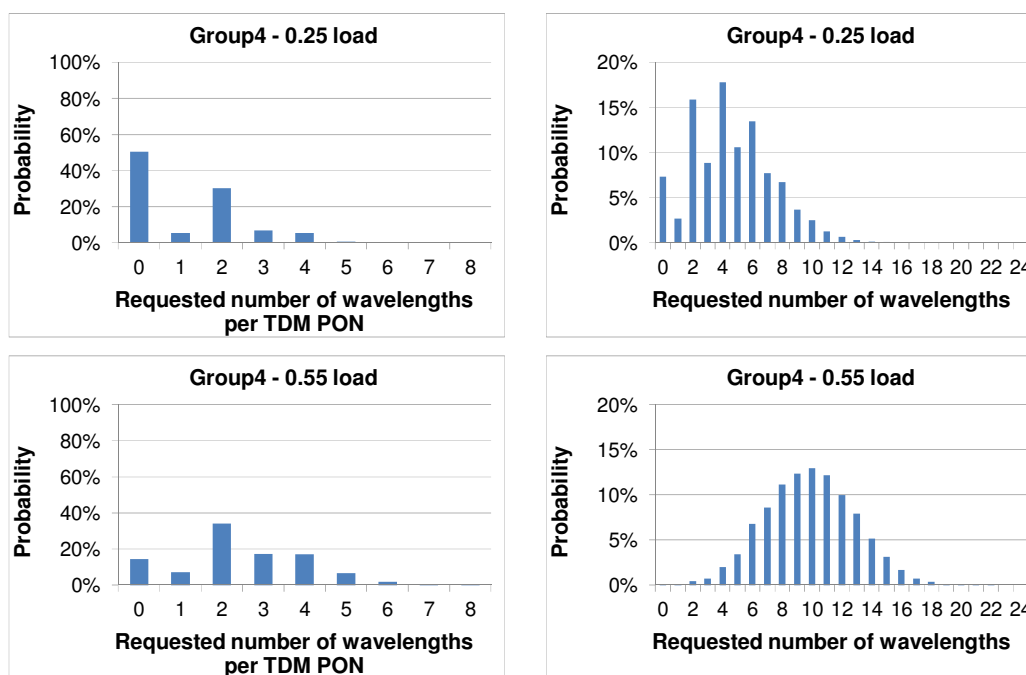 Group4 - 0.25 load
100%
80%
60%
40%
20%
0%
Probability
0 1 2 3 4 5 6 7 8
Requested number of wavelengths
per TDM PON
Group4 - 0.25 load
20%
15%
10%
5%
0%
Probability
0 2 4 6 8 10 12 14 16 18 20 22 24
Requested number of wavelengths
Group4 - 0.55 load
100%
80%
60%
40%
20%
0%
Probability
0 1 2 3 4 5 6 7 8
Requested number of wavelengths
per TDM PON
Group4 - 0.55 load
20%
15%
10%
5%
0%
Probability
0 2 4 6 8 10 12 14 16 18 20 22 24
Requested number of wavelengths